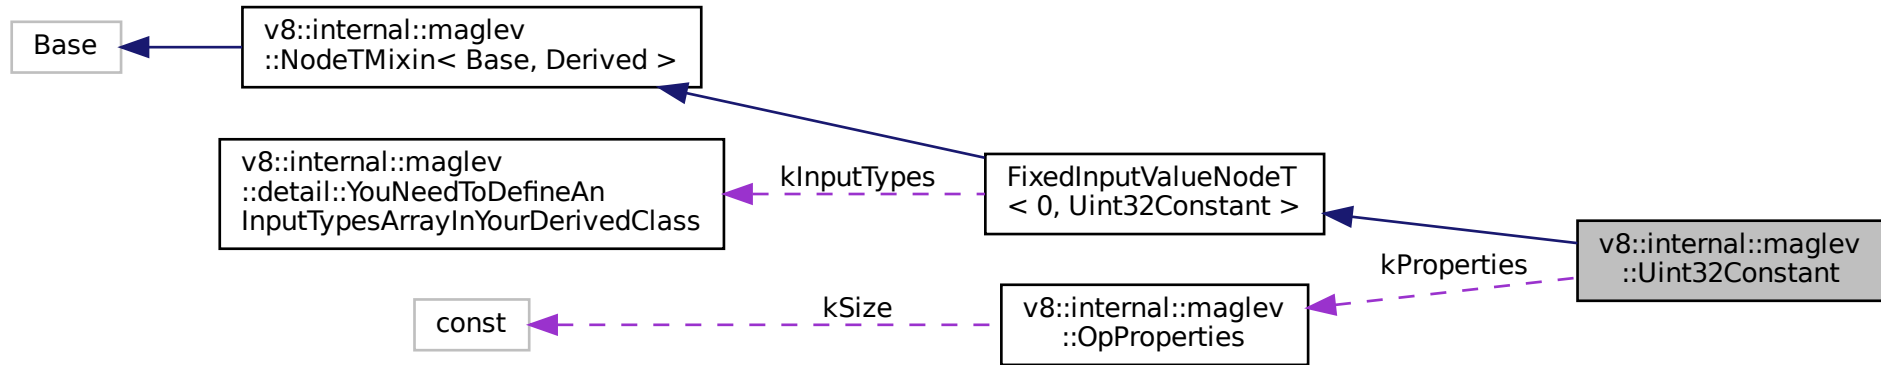 Base
v8::internal::maglev
::NodeTMixin< Base, Derived >
v8::internal::maglev
::detail::YouNeedToDefineAn
InputTypesArrayInYourDerivedClass
kInputTypes
FixedInputValueNodeT
< 0, Uint32Constant >
v8::internal::maglev
::Uint32Constant
kProperties
const
kSize
v8::internal::maglev
::OpProperties